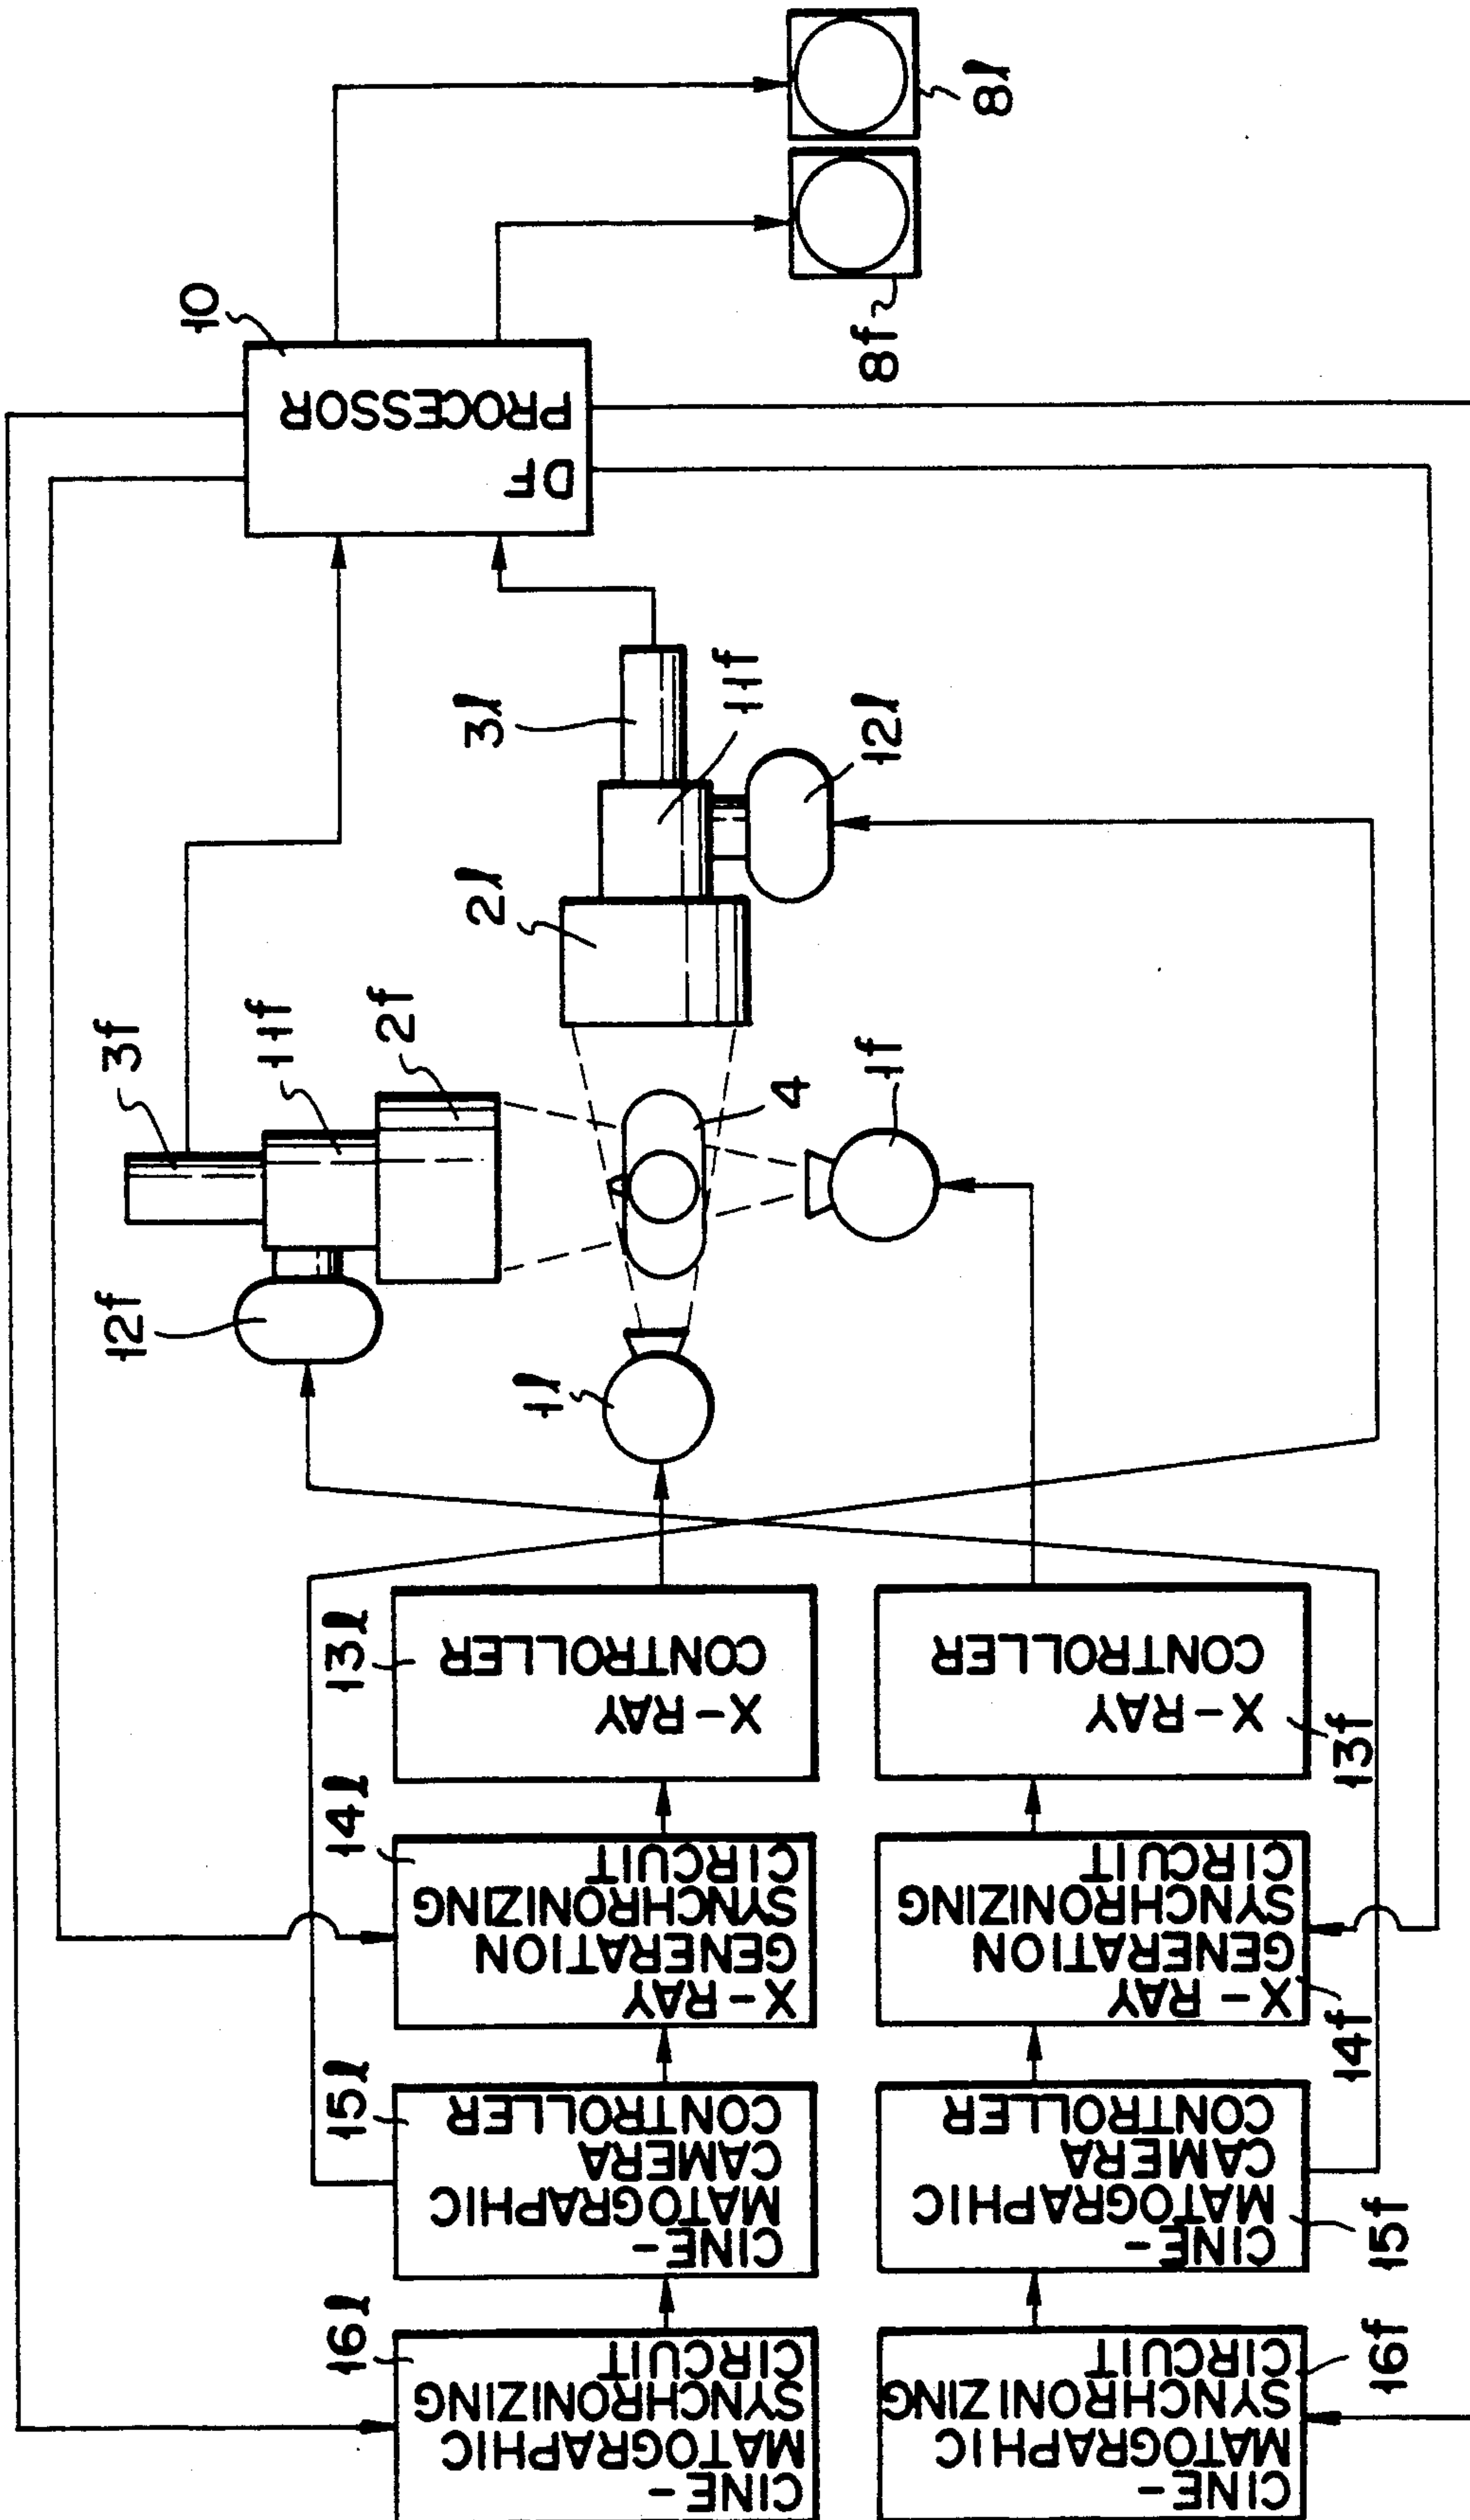 10
DF
PROCESSOR
8l
8f
3f
11f
2f
12f
3l
11f
12l
2l
4
1f
1l
13l
X-RAY
CONTROLLER
X-RAY
CONTROLLER
13f
14l
X-RAY
GENERATION
SYNCHRONIZING
CIRCUIT
X-RAY
GENERATION
SYNCHRONIZING
CIRCUIT
14f
15l
CINE-
MATOGRAPHIC
CAMERA
CONTROLLER
CINE-
MATOGRAPHIC
CAMERA
CONTROLLER
15f
16l
CINE-
MATOGRAPHIC
SYNCHRONIZING
CIRCUIT
CINE-
MATOGRAPHIC
SYNCHRONIZING
CIRCUIT
16f